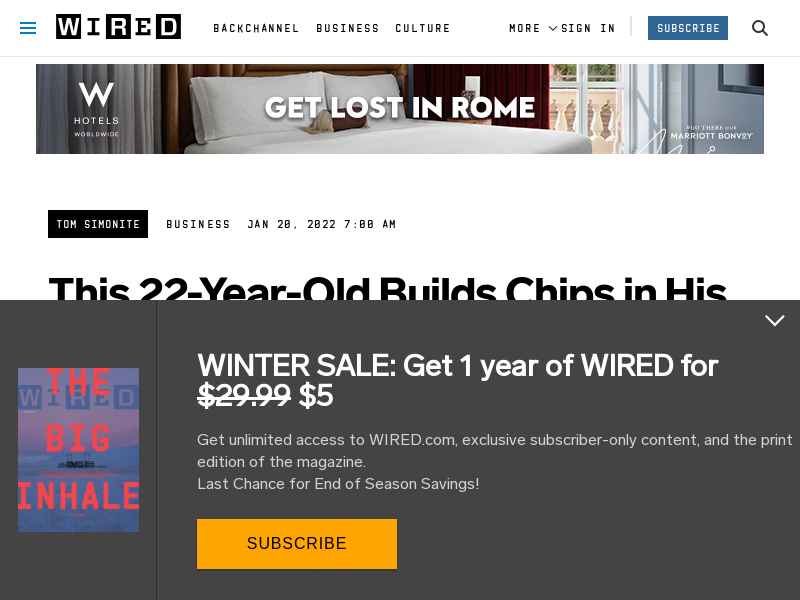 WIRED
BACKCHANNEL BUSINESS CULTURE MORE SIGN IN SUBSCRIBE
W
HOTELS
WORLDWIDE
GET LOST IN ROME
#GO THERE with
MARRIOTT BONVOY
TOM SIMONITE BUSINESS JAN 20, 2022 7:00 AM
This 22-Year-Old Builds Chips in His
WINTER SALE: Get 1 year of WIRED for
$29.99 $5
Get unlimited access to WIRED.com, exclusive subscriber-only content, and the print
edition of the magazine.
Last Chance for End of Season Savings!
SUBSCRIBE
WIRED
THE
BIG
INHALE